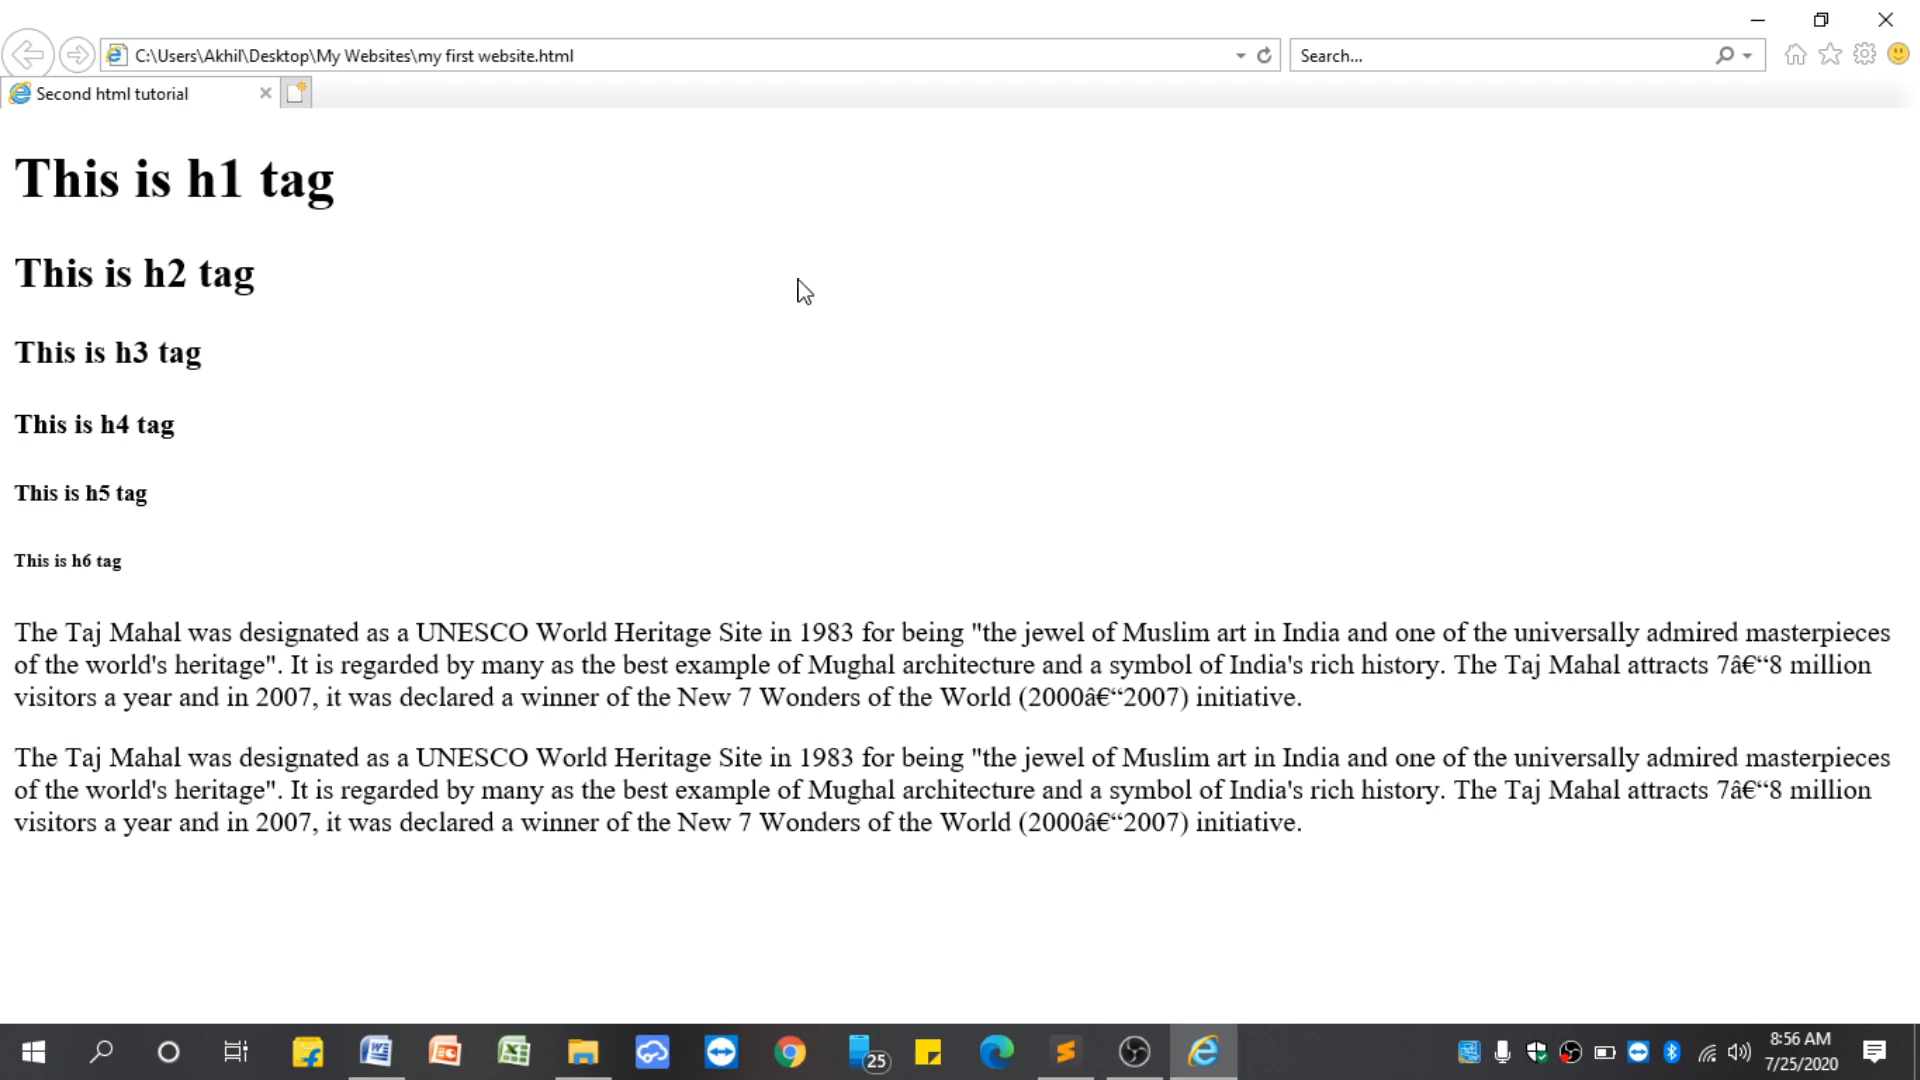 C:\Users\Akhil\Desktop\My Websites\my first website.html
Search...
Second html tutorial
This is h1 tag
This is h2 tag
This is h3 tag
This is h4 tag
This is h5 tag
This is h6 tag
The Taj Mahal was designated as a UNESCO World Heritage Site in 1983 for being "the jewel of Muslim art in India and one of the universally admired masterpieces
of the world's heritage". It is regarded by many as the best example of Mughal architecture and a symbol of India's rich history. The Taj Mahal attracts 7â€“8 million
visitors a year and in 2007, it was declared a winner of the New 7 Wonders of the World (2000â€“2007) initiative.
The Taj Mahal was designated as a UNESCO World Heritage Site in 1983 for being "the jewel of Muslim art in India and one of the universally admired masterpieces
of the world's heritage". It is regarded by many as the best example of Mughal architecture and a symbol of India's rich history. The Taj Mahal attracts 7â€“8 million
visitors a year and in 2007, it was declared a winner of the New 7 Wonders of the World (2000â€“2007) initiative.
25
8:56 AM
7/25/2020